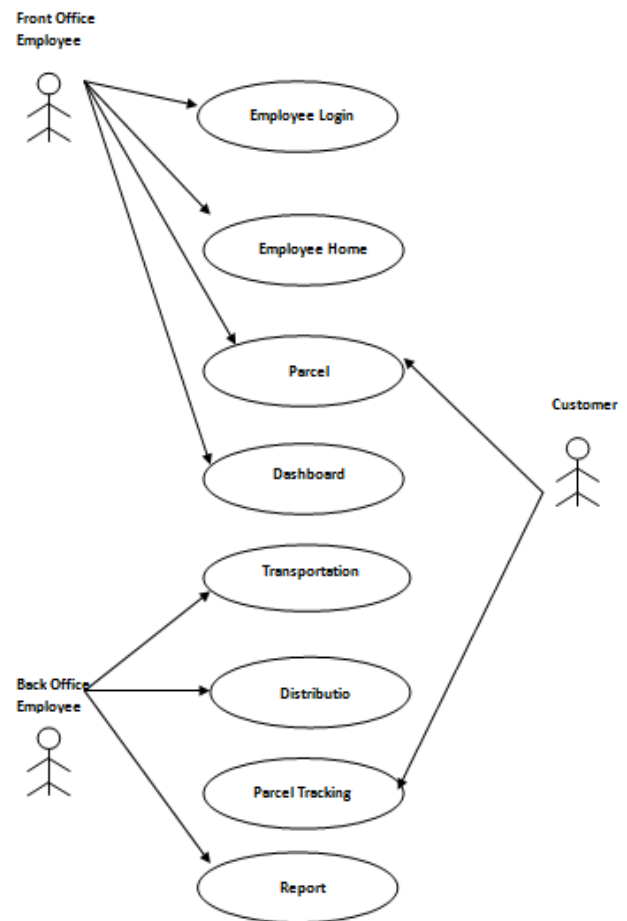 Front Office
Employee
Employee Login
Employee Home
Parcel
Customer
Dashboard
Transportation
Back Office
Employee
Distributio
Parcel Tracking
Report